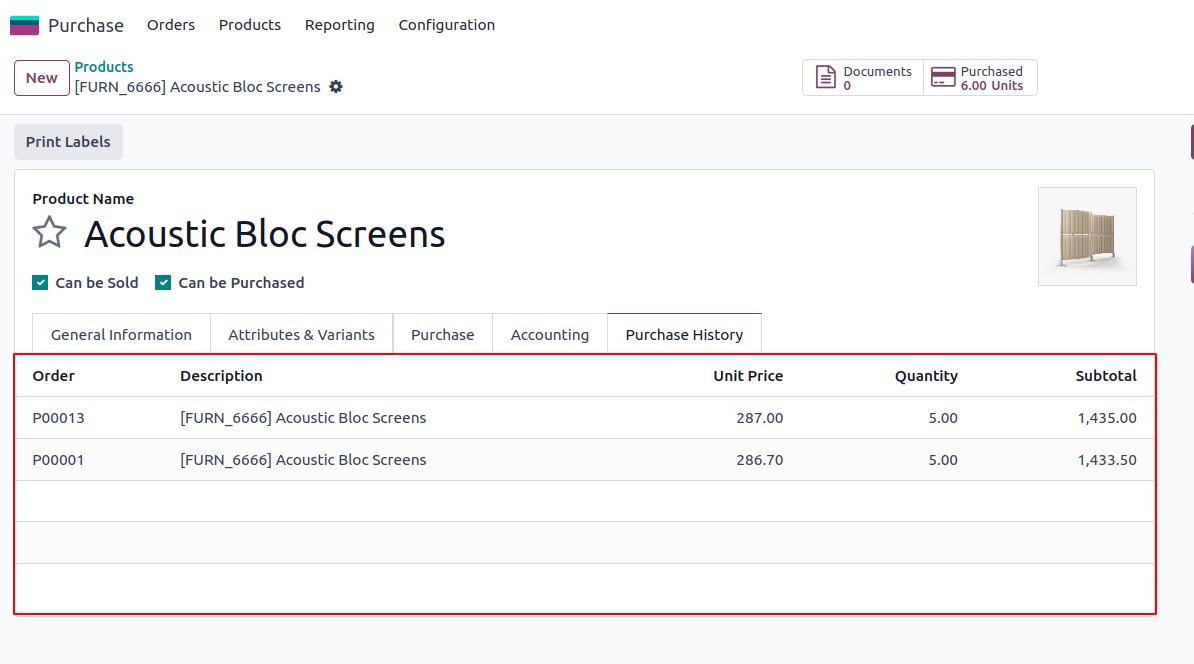 Purchase Orders Products Reporting Configuration
New
Products
[FURN_6666] Acoustic Bloc Screens
Documents
0
Purchased
6.00 Units
Print Labels
Product Name
Acoustic Bloc Screens
Can be Sold Can be Purchased
General Information Attributes & Variants Purchase Accounting Purchase History
Order Description Unit Price Quantity Subtotal
P00013 [FURN_6666] Acoustic Bloc Screens 287.00 5.00 1,435.00
P00001 [FURN_6666] Acoustic Bloc Screens 286.70 5.00 1,433.50